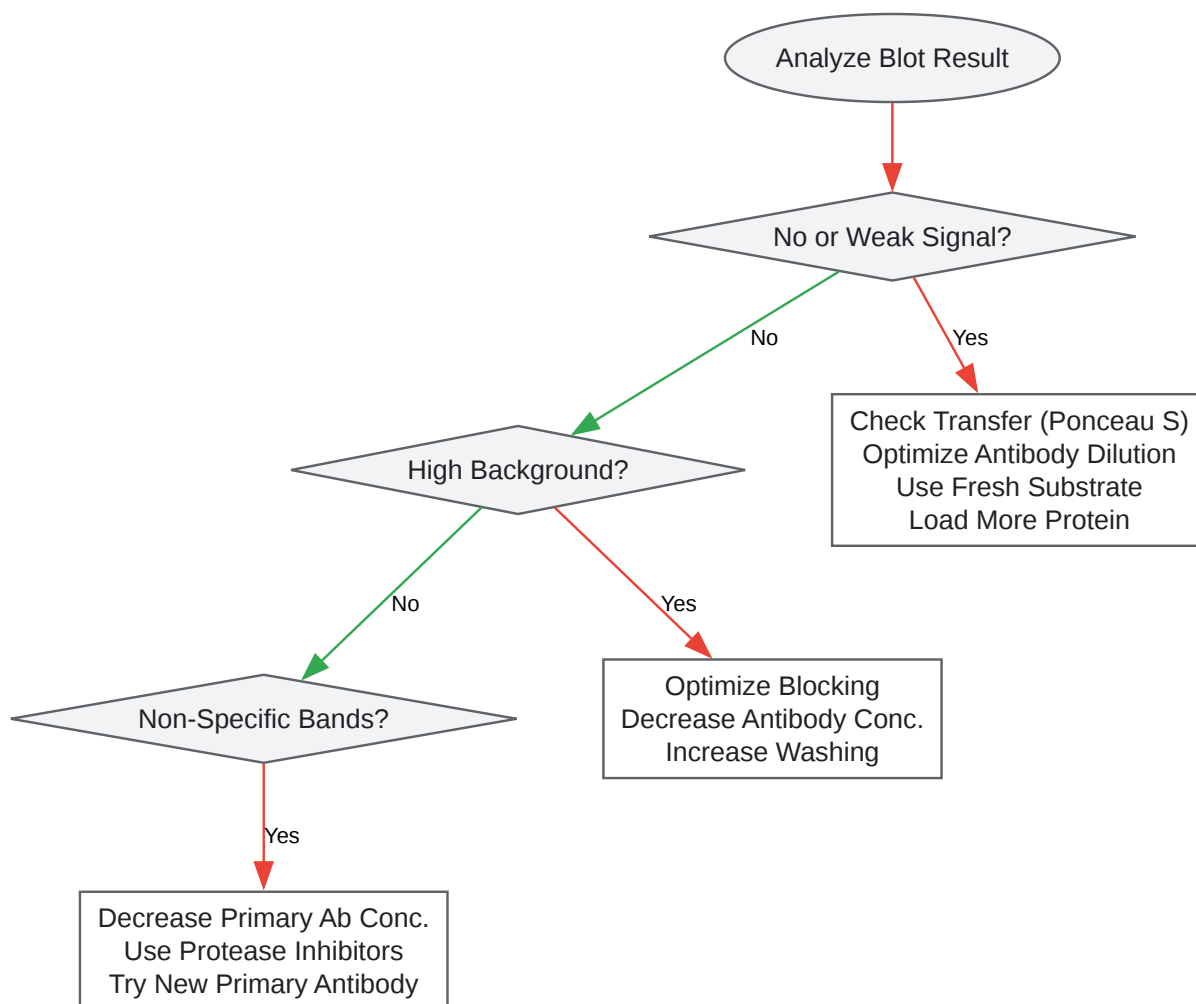 Analyze Blot Result
No or Weak Signal?
No
Yes
Check Transfer (Ponceau S)
Optimize Antibody Dilution
Use Fresh Substrate
Load More Protein
High Background?
No
Yes
Optimize Blocking
Decrease Antibody Conc.
Increase Washing
Non-Specific Bands?
Yes
Decrease Primary Ab Conc.
Use Protease Inhibitors
Try New Primary Antibody